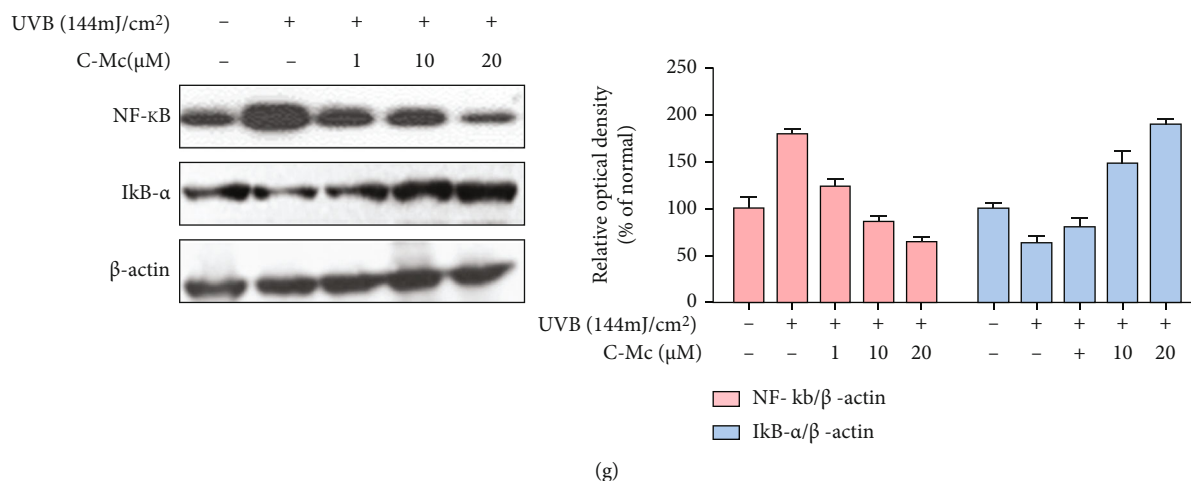 UVB (144mJ/cm²) – + + + +
C-Mc(μM) – – 1 10 20
NF-κB
IkB-α
β-actin
Relative optical density
(% of normal)
250
200
150
100
50
0
UVB (144mJ/cm²) – + + + + – + + + +
C-Mc (μM) – – 1 10 20 – – + 10 20
NF- kb/β -actin
IkB-α/β -actin
(g)